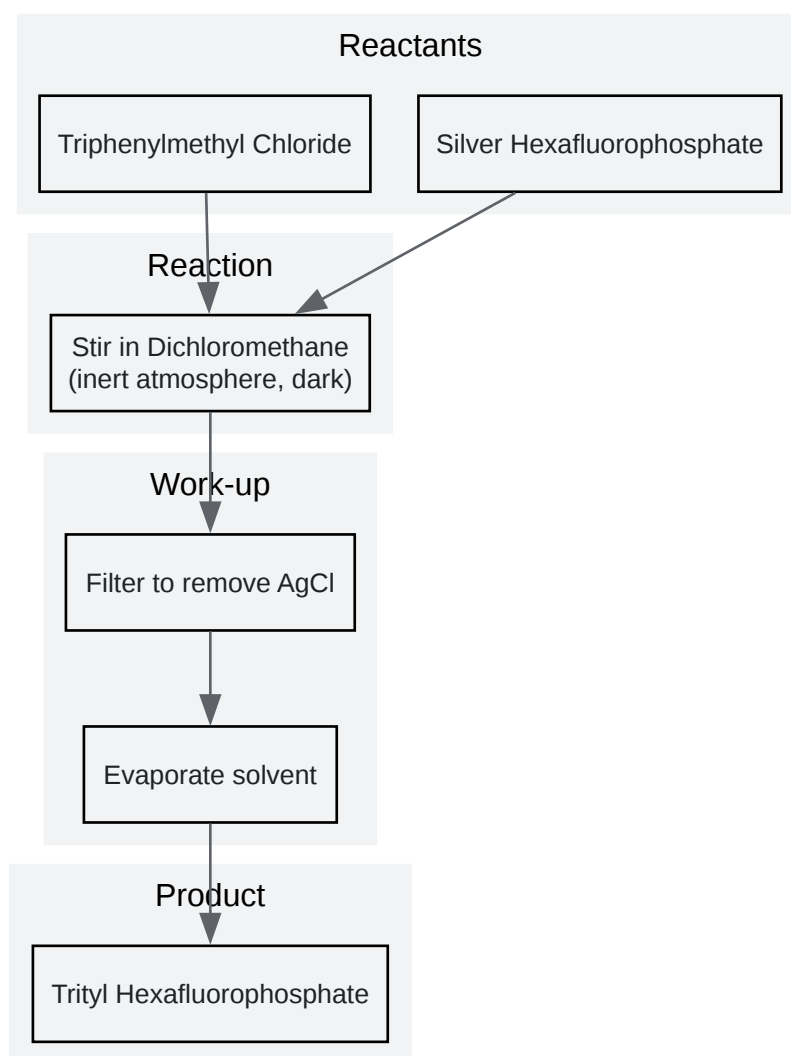 Reactants
Triphenylmethyl Chloride
Silver Hexafluorophosphate
Reaction
Stir in Dichloromethane
(inert atmosphere, dark)
Work-up
Filter to remove AgCl
Evaporate solvent
Product
Trityl Hexafluorophosphate